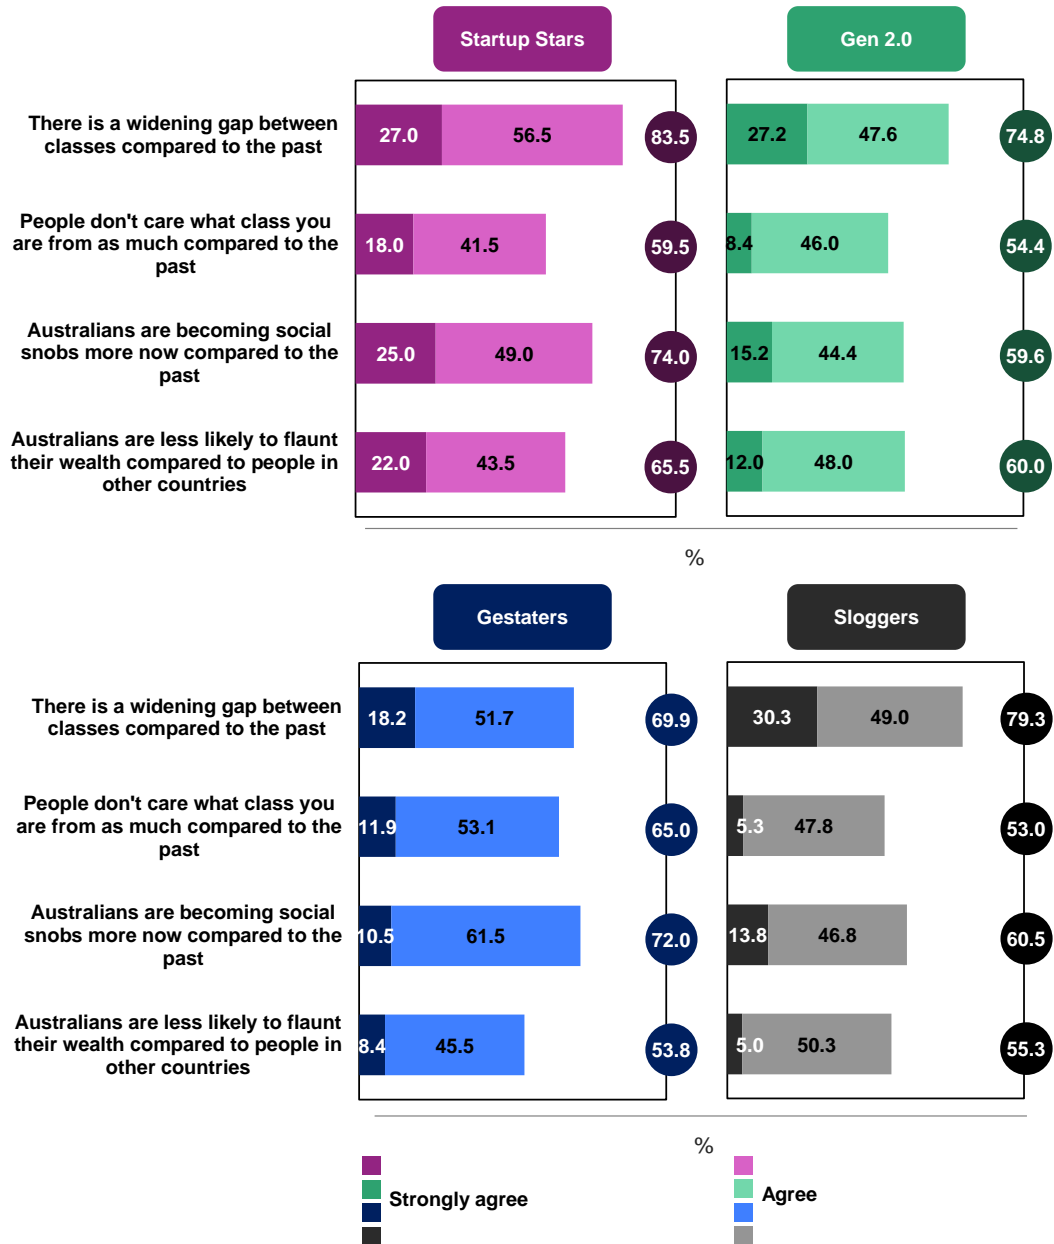 Startup Stars
Gen 2.0
There is a widening gap between
classes compared to the past
27.0
56.5
83.5
27.2
47.6
74.8
People don't care what class you
are from as much compared to the
past
18.0
41.5
59.5
8.4
46.0
54.4
Australians are becoming social
snobs more now compared to the
past
25.0
49.0
74.0
15.2
44.4
59.6
Australians are less likely to flaunt
their wealth compared to people in
other countries
22.0
43.5
65.5
12.0
48.0
60.0
%
Gestaters
Sloggers
There is a widening gap between
classes compared to the past
18.2
51.7
69.9
30.3
49.0
79.3
People don't care what class you
are from as much compared to the
past
11.9
53.1
65.0
5.3
47.8
53.0
Australians are becoming social
snobs more now compared to the
past
10.5
61.5
72.0
13.8
46.8
60.5
Australians are less likely to flaunt
their wealth compared to people in
other countries
8.4
45.5
53.8
5.0
50.3
55.3
%
Strongly agree
Agree